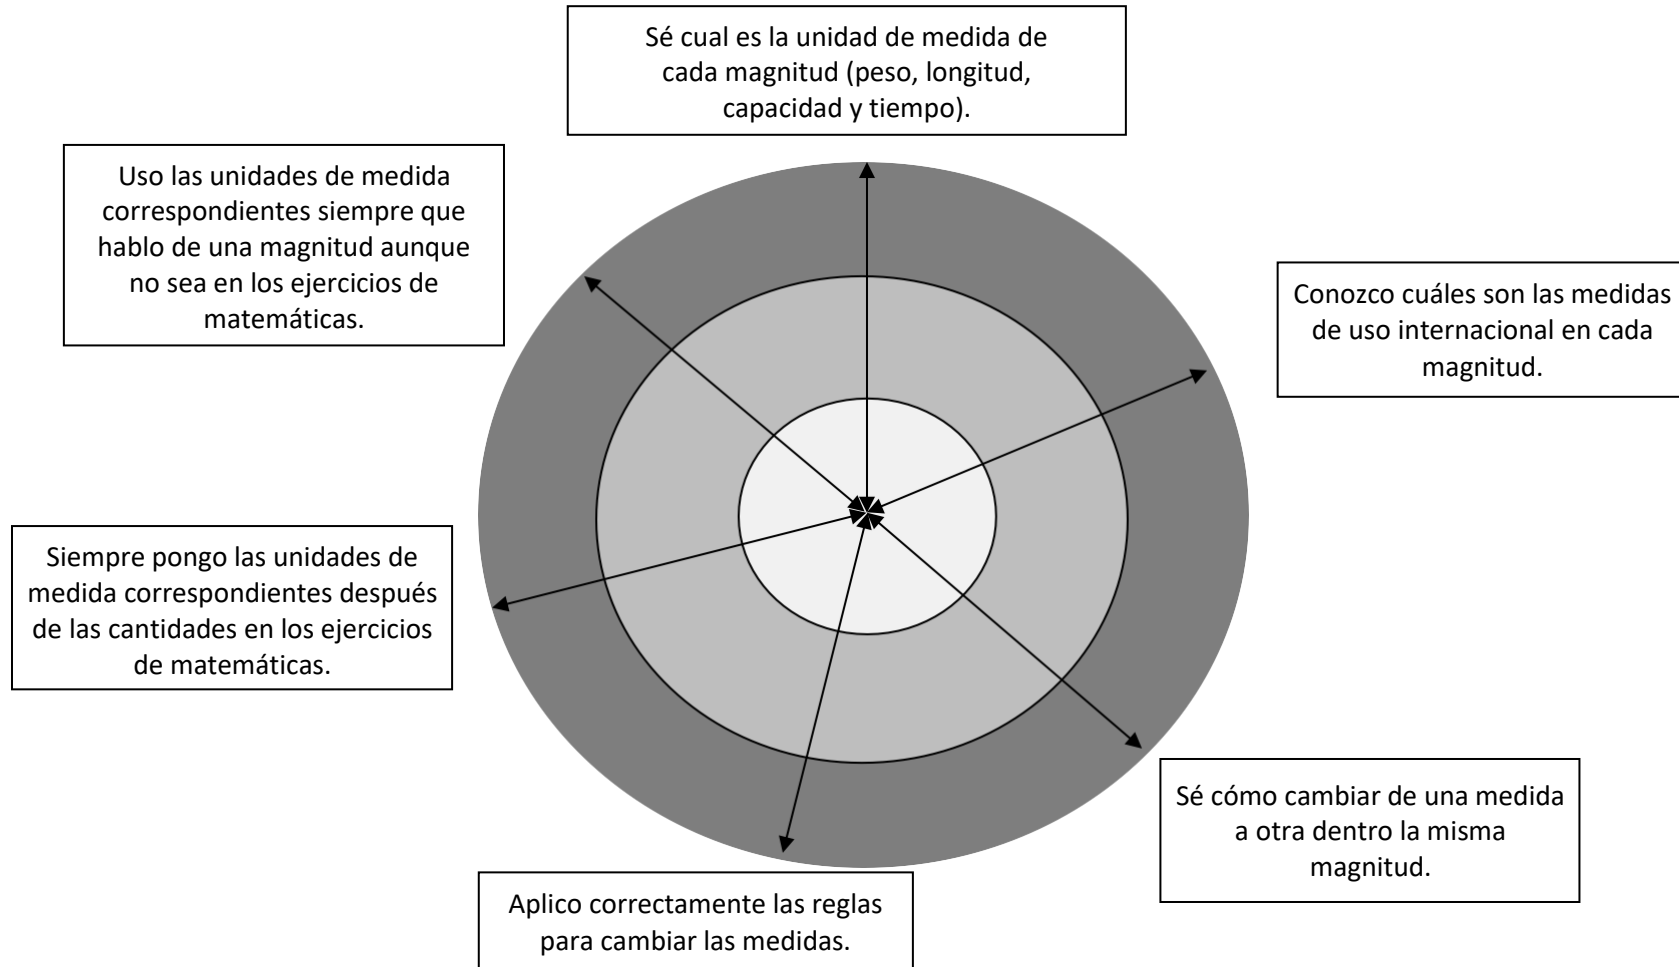 Sé cual es la unidad de medida de
cada magnitud (peso, longitud,
capacidad y tiempo).
Uso las unidades de medida
correspondientes siempre que
hablo de una magnitud aunque
no sea en los ejercicios de
matemáticas.
Conozco cuáles son las medidas
de uso internacional en cada
magnitud.
Siempre pongo las unidades de
medida correspondientes después
de las cantidades en los ejercicios
de matemáticas.
Sé cómo cambiar de una medida
a otra dentro la misma
magnitud.
Aplico correctamente las reglas
para cambiar las medidas.